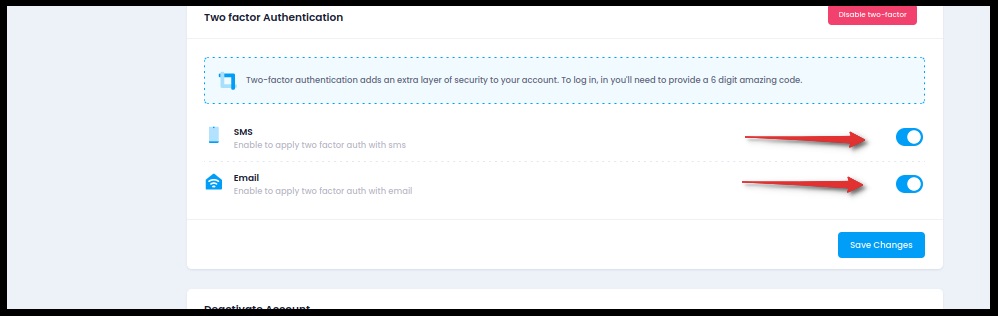 Two factor Authentication
Disable two-factor
Two-factor authentication adds an extra layer of security to your account. To log in, in you'll need to provide a 6 digit amazing code.
SMS
Enable to apply two factor auth with sms
Email
Enable to apply two factor auth with email
Save Changes
Deactivate Account